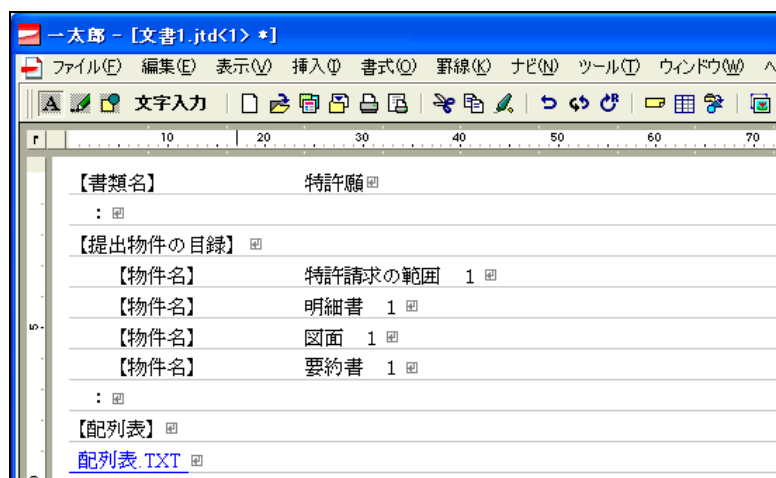 一太郎 - [文書1.jtd<1> *]
ファイル(F) 編集(E) 表示(V) 挿入(I) 書式(O) 罫線(K) ナビ(N) ツール(T) ウィンドウ(W) ヘ
A 文字入力
10 20 30 40 50 60 70
【書類名】 特許願
:
【提出物件の目録】
【物件名】 特許請求の範囲 1
【物件名】 明細書 1
5
【物件名】 図面 1
【物件名】 要約書 1
:
【配列表】
配列表.TXT